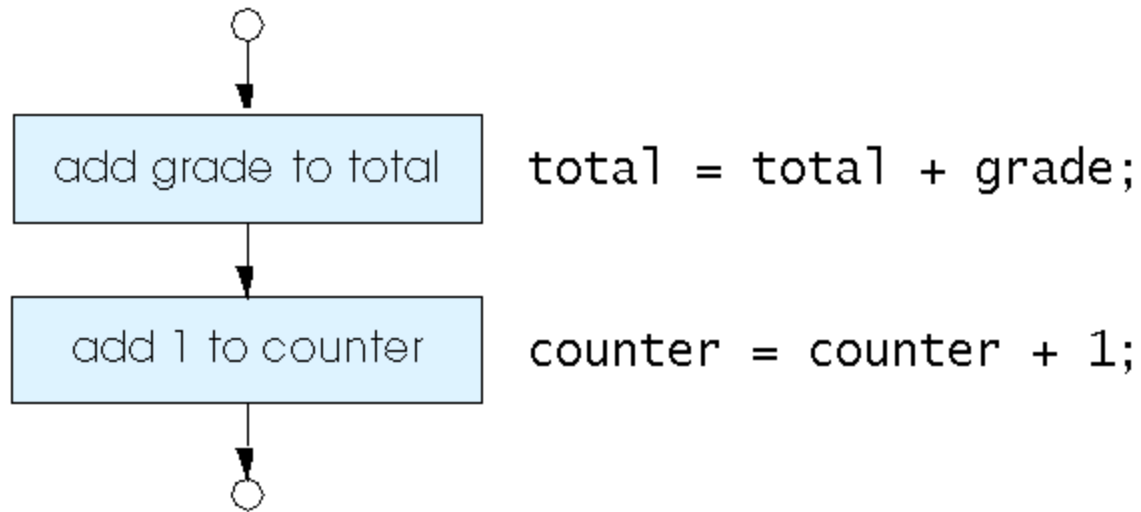 add grade to total
total = total + grade;
add 1 to counter
counter = counter + 1;